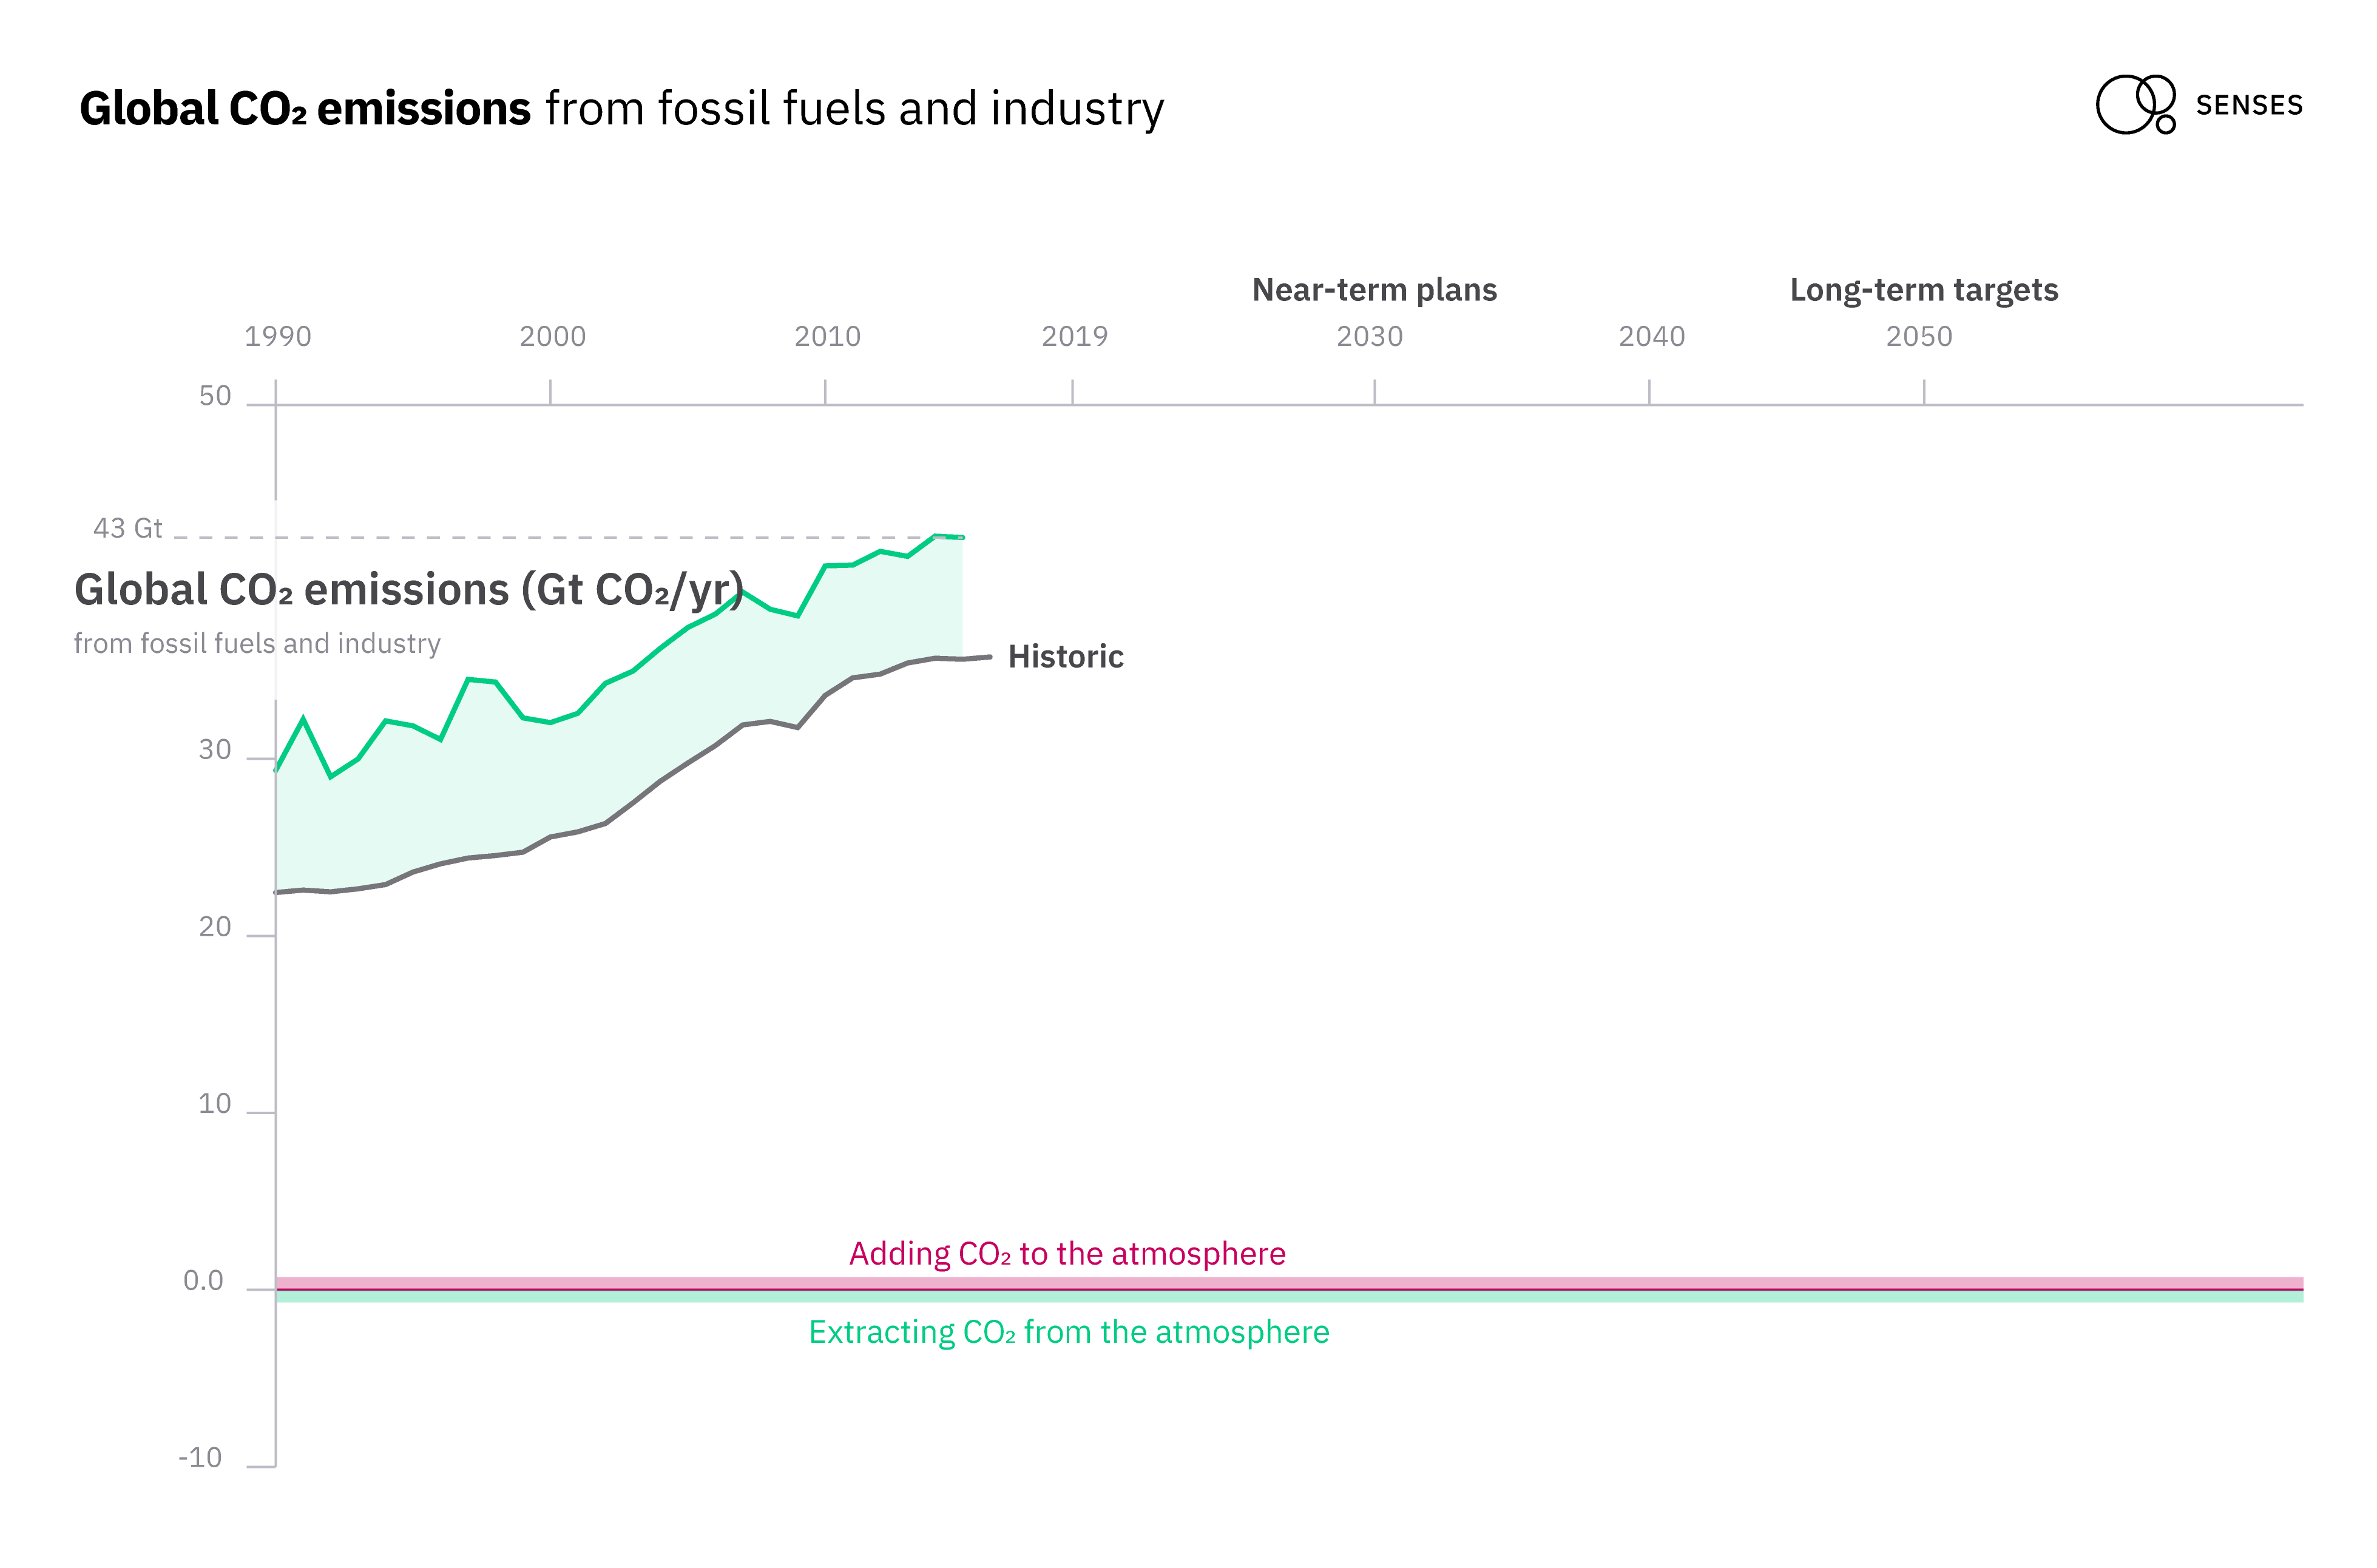 Global CO₂ emissions from fossil fuels and industry
SENSES
Near-term plans
Long-term targets
1990
2000
2010
2019
2030
2040
2050
50
43 Gt
Global CO₂ emissions (Gt CO₂/yr)
from fossil fuels and industry
Historic
30
20
10
Adding CO₂ to the atmosphere
0.0
Extracting CO₂ from the atmosphere
-10